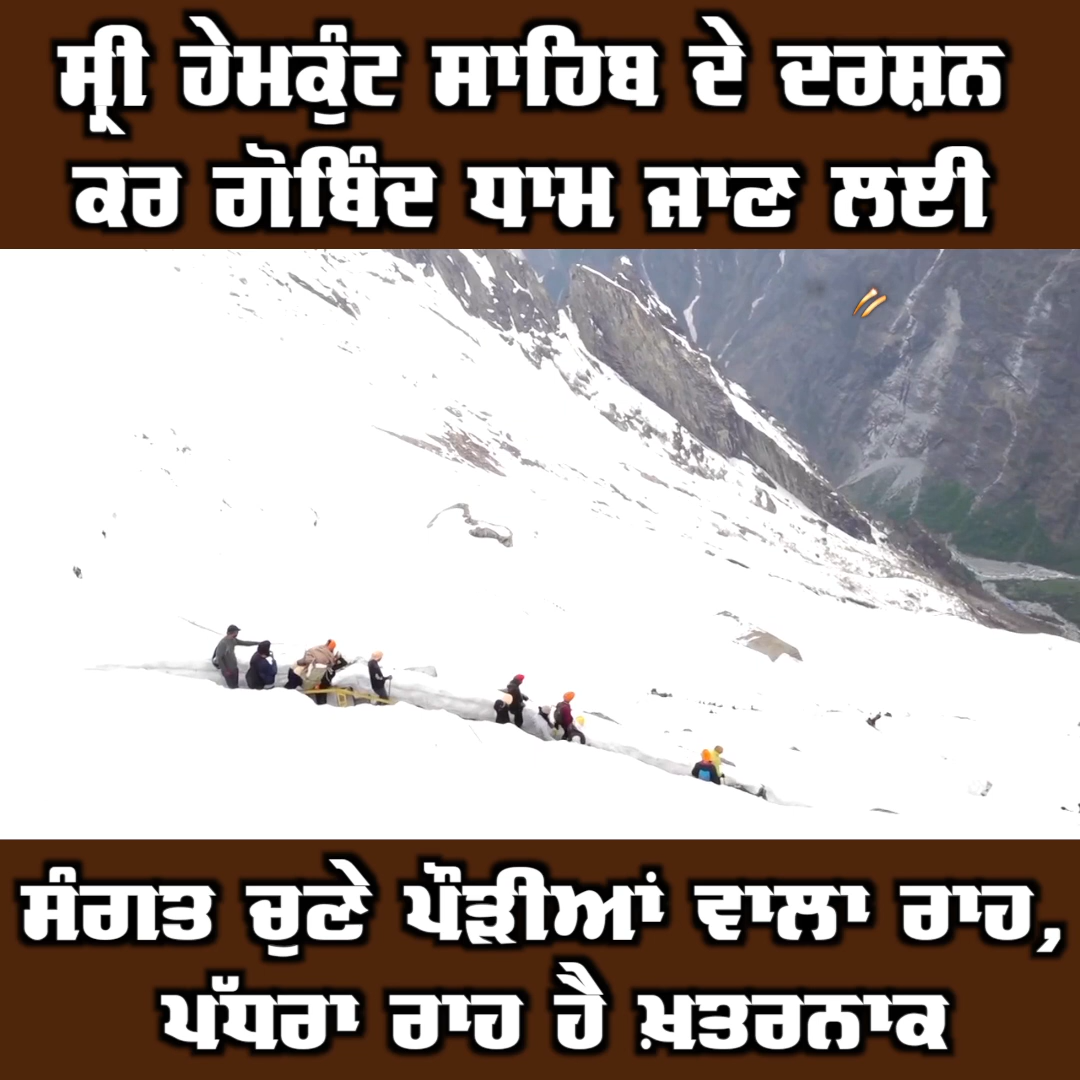 ਸ੍ਰੀ ਹੇਮਕੁੰਟ ਸਾਹਿਬ ਦੇ ਦਰਸ਼ਨ
ਕਰ ਗੋਬਿੰਦ ਧਾਮ ਜਾਣ ਲਈ
ਸੰਗਤ ਚੁਣੇ ਪੌੜੀਆਂ ਵਾਲਾ ਰਾਹ,
ਪੱਧਰਾ ਰਾਹ ਹੈ ਖ਼ਤਰਨਾਕ